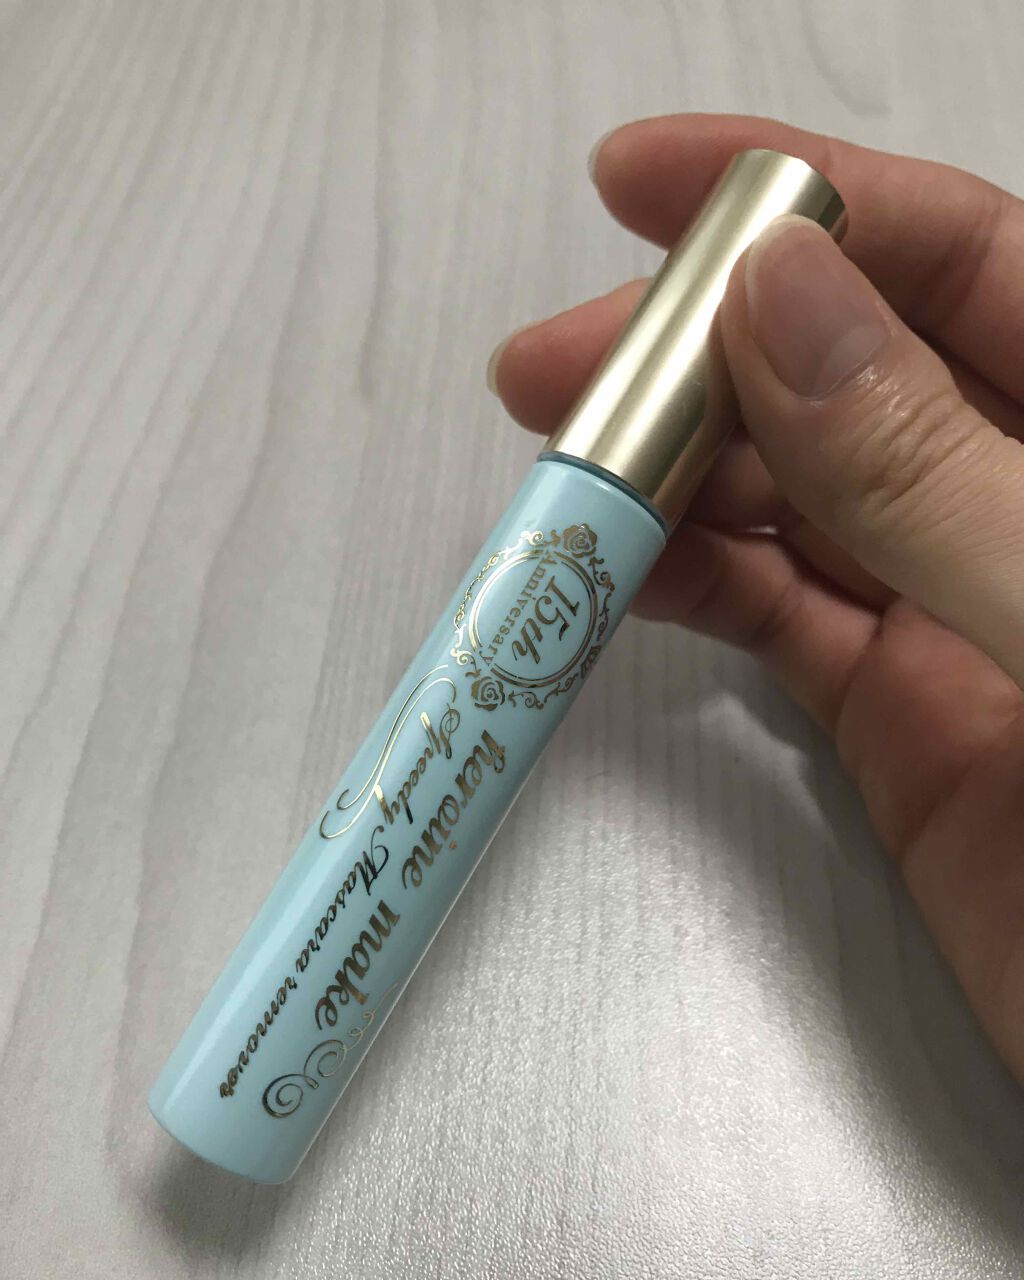 15th
Anniversary
heroine make
Speedy Mascara remover